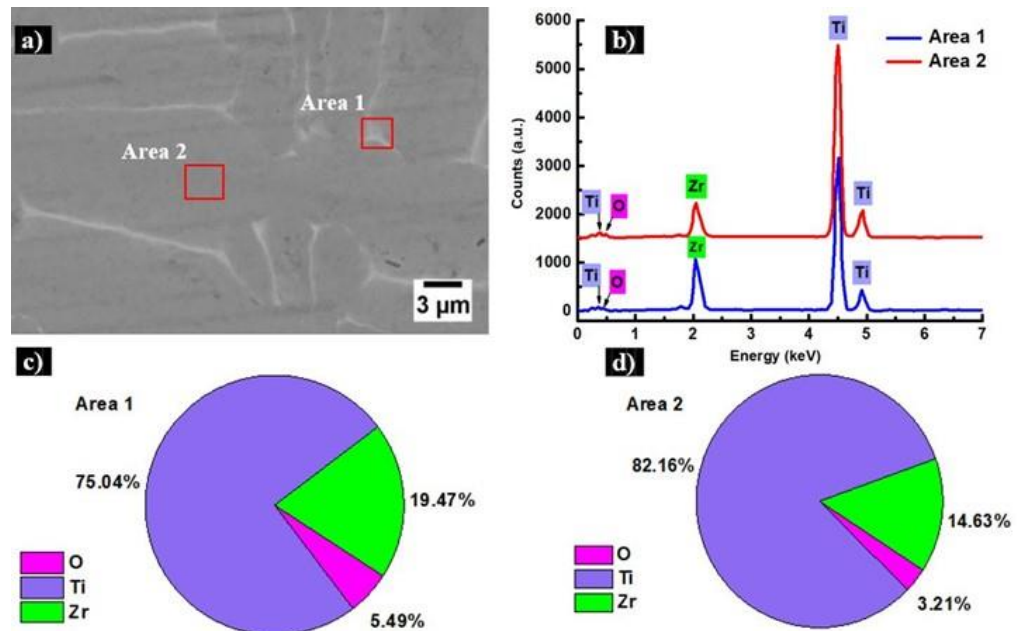 a)
Area 1
Area 2
3 μm
b)
Counts (a.u.)
6000
5000
4000
3000
2000
1000
0
Ti
Area 1
Area 2
Zr
Ti
O
Ti
Zr
Ti
O
Ti
0 1 2 3 4 5 6 7
Energy (keV)
c)
Area 1
75.04%
19.47%
5.49%
O
Ti
Zr
d)
Area 2
82.16%
14.63%
3.21%
O
Ti
Zr